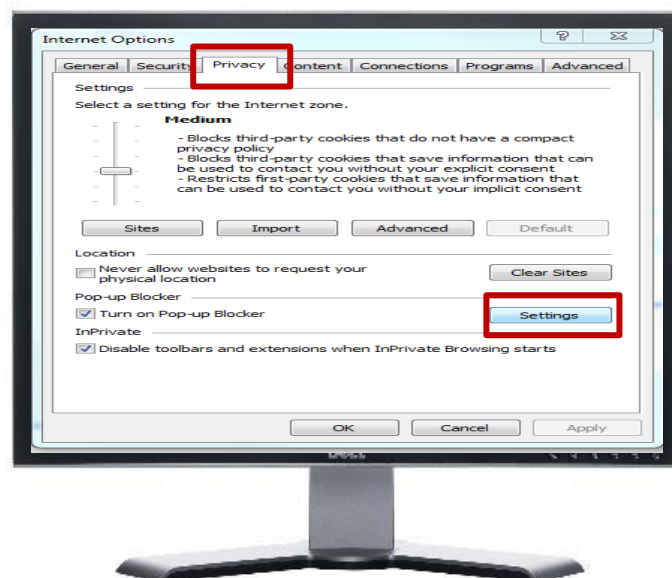 Internet Options
General Security Privacy Content Connections Programs Advanced
Settings
Select a setting for the Internet zone.
Medium
- Blocks third-party cookies that do not have a compact
privacy policy
- Blocks third-party cookies that save information that can
be used to contact you without your explicit consent
- Restricts first-party cookies that save information that
can be used to contact you without your implicit consent
Sites Import Advanced Default
Location
Never allow websites to request your
physical location
Clear Sites
Pop-up Blocker
Turn on Pop-up Blocker
Settings
InPrivate
Disable toolbars and extensions when InPrivate Browsing starts
OK Cancel Apply
DELL